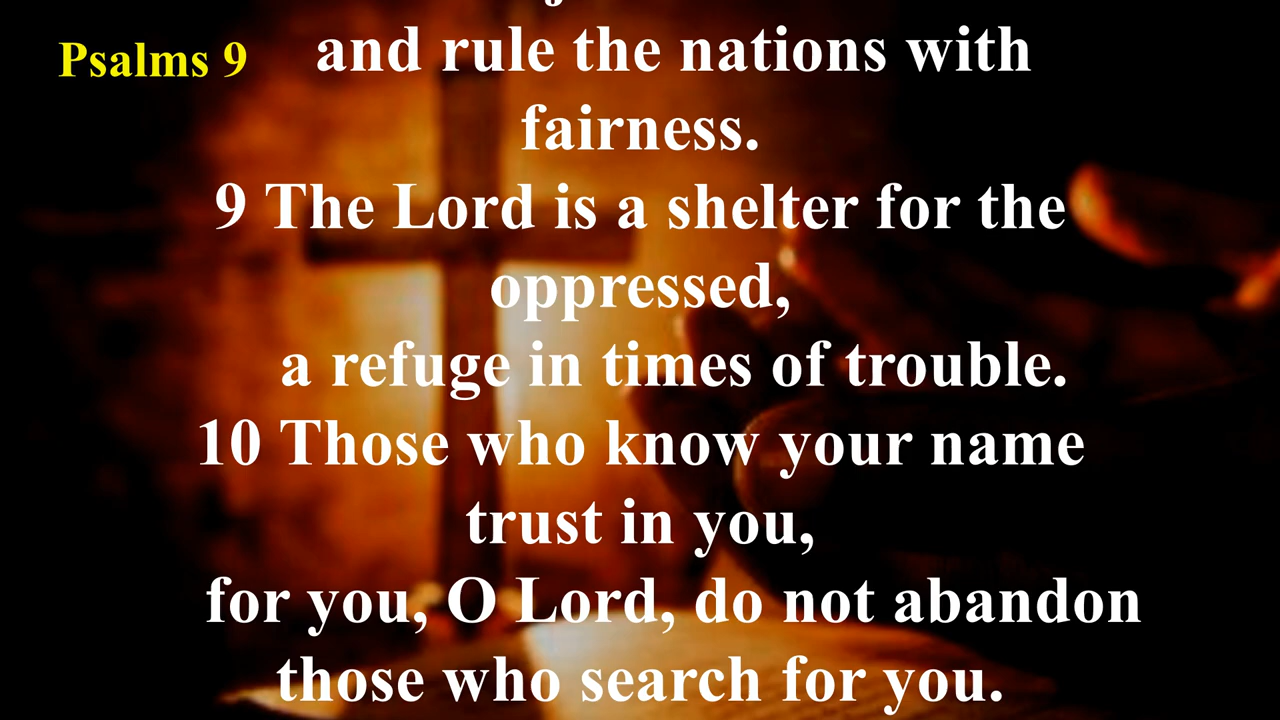 Psalms 9
and rule the nations with
fairness.
9 The Lord is a shelter for the
oppressed,
a refuge in times of trouble.
10 Those who know your name
trust in you,
for you, O Lord, do not abandon
those who search for you.